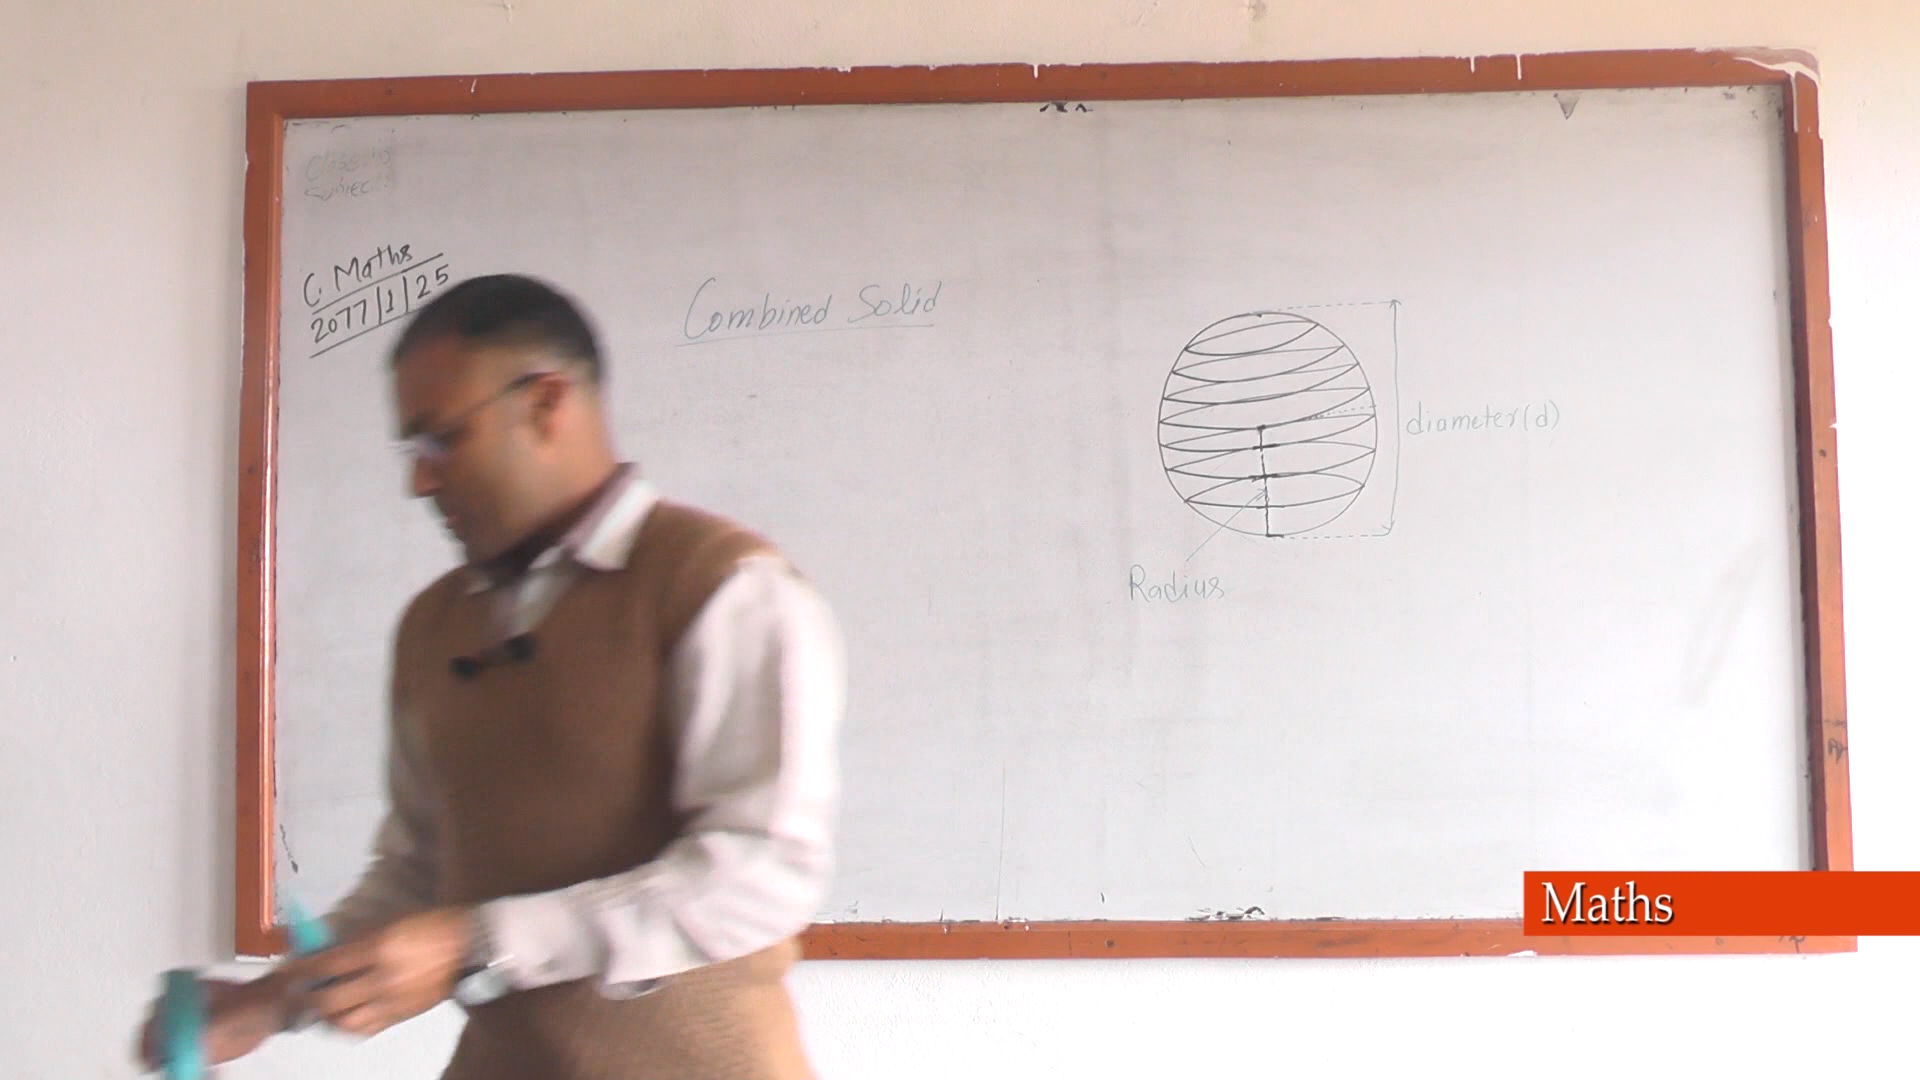 C. Maths
2077/1/25
Combined Solid
diameter(d)
Radius
Maths